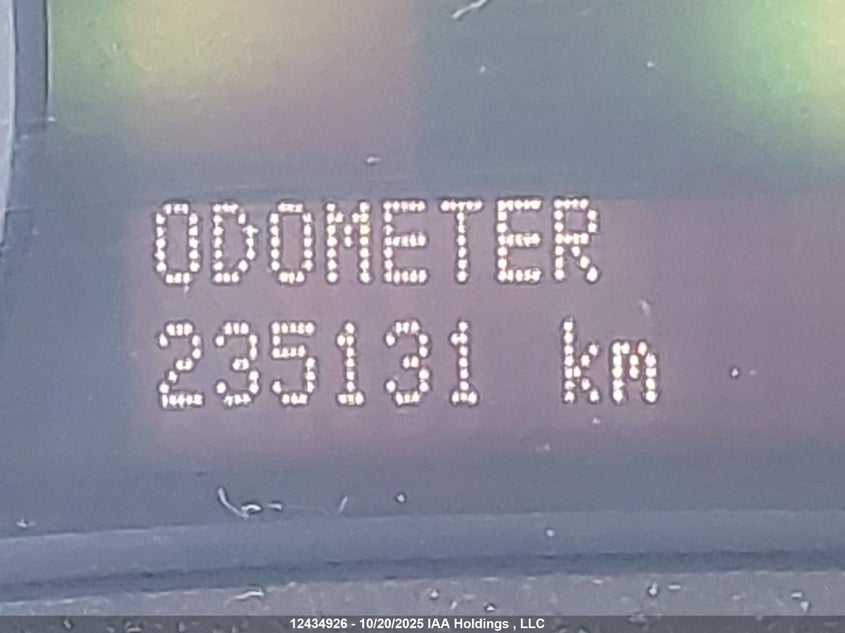 ODOMETER
235131 km
12434926 - 10/20/2025 IAA Holdings , LLC